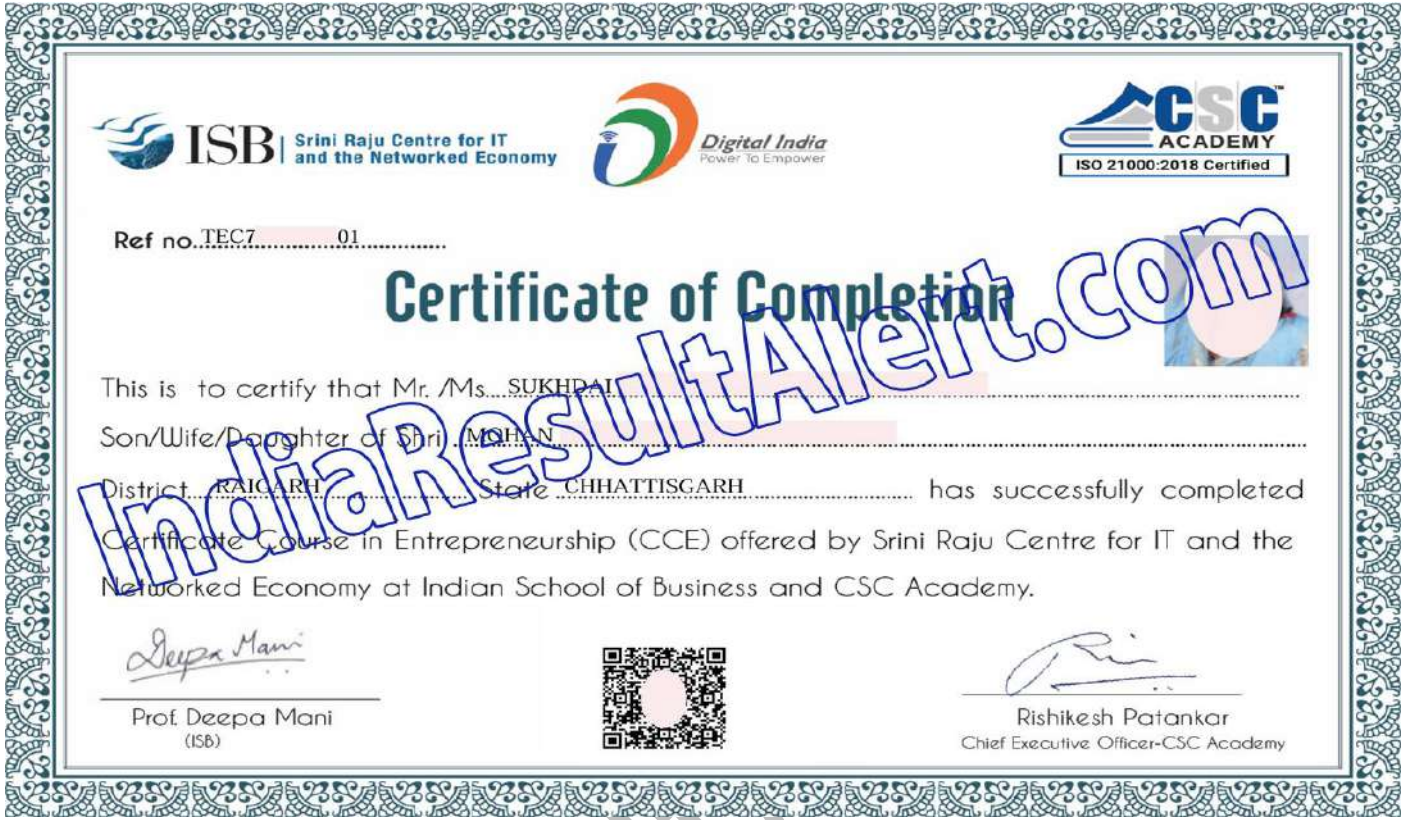 ISB Srini Raju Centre for IT
and the Networked Economy
Digital India
Power To Empower
CSC™
ACADEMY
ISO 21000:2018 Certified
Ref no. TEC7 01
Certificate of Completion
This is to certify that Mr. /Ms. SUKHDAI
Son/Wife/Daughter of Shri MOHAN
District RAIGARH State CHHATTISGARH has successfully completed
Certificate Course in Entrepreneurship (CCE) offered by Srini Raju Centre for IT and the
Networked Economy at Indian School of Business and CSC Academy.
IndiaResultAlert.com
Deepa Mani
Prof. Deepa Mani
(ISB)
Rishikesh Patankar
Chief Executive Officer-CSC Academy